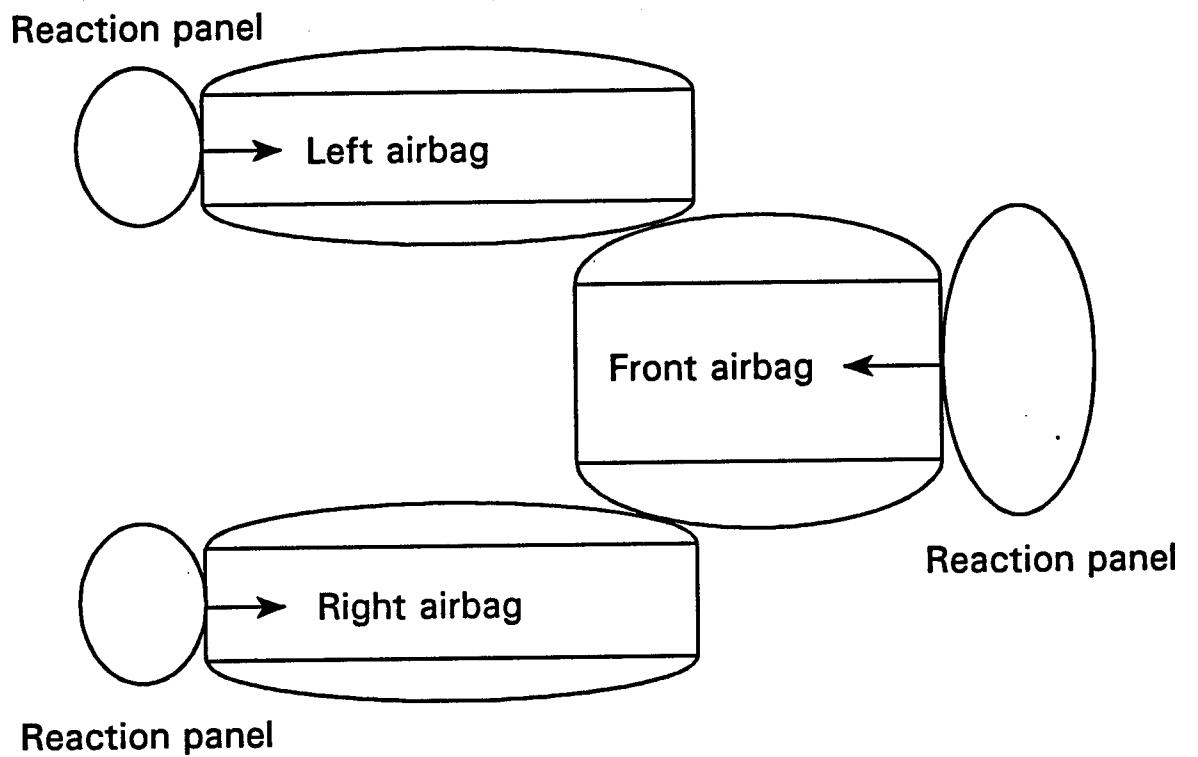 Reaction panel
Left airbag
Front airbag
Reaction panel
Right airbag
Reaction panel